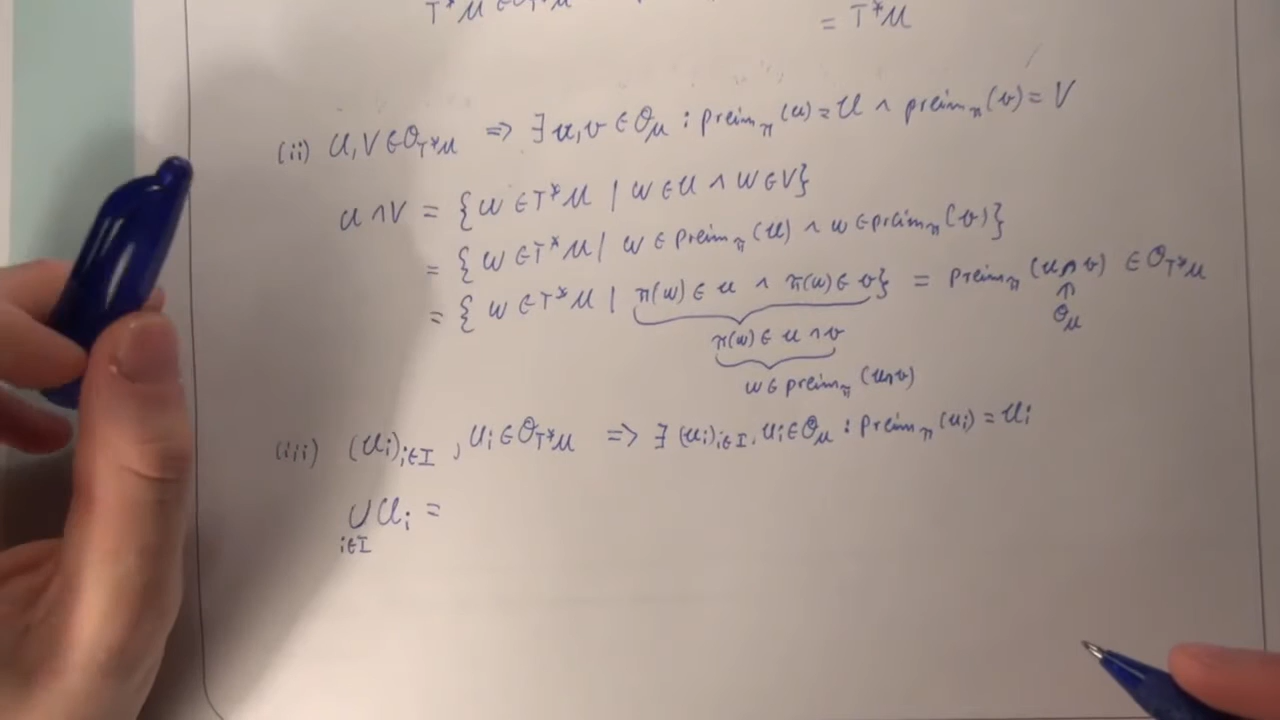 T*M ∈ O_T*M
= T*M
(ii) U, V ∈ O_T*M => ∃ u, v ∈ O_M : preim_π(u) = U ∧ preim_π(v) = V
U ∩ V = {W ∈ T*M | W ∈ U ∧ W ∈ V}
= {W ∈ T*M | W ∈ preim_π(u) ∧ W ∈ preim_π(v)}
= {W ∈ T*M | π(W) ∈ u ∧ π(W) ∈ v} = preim_π(u ∩ v) ∈ O_T*M
⇑
O_M
π(W) ∈ u ∩ v
W ∈ preim_π(u ∩ v)
(iii) (U_i)_i∈I , U_i ∈ O_T*M => ∃ (u_i)_i∈I, u_i ∈ O_M : preim_π(u_i) = U_i
∪ U_i =
i∈I